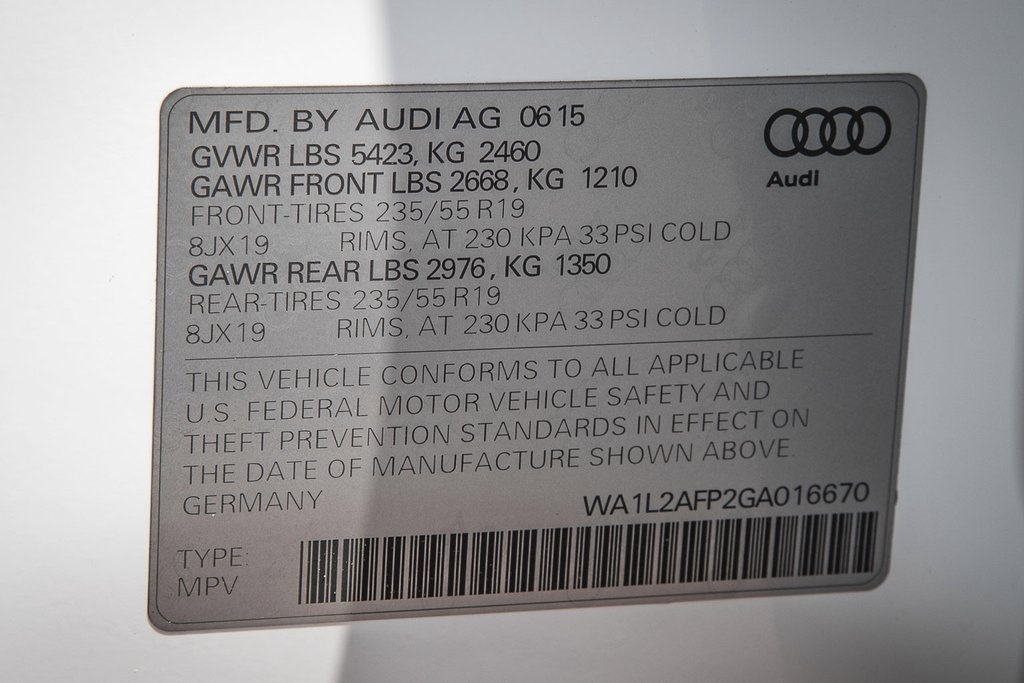 MFD. BY AUDI AG 0615
GVWR LBS 5423, KG 2460
GAWR FRONT LBS 2668, KG 1210
FRONT-TIRES 235/55 R19
8JX19 RIMS, AT 230 KPA 33 PSI COLD
GAWR REAR LBS 2976, KG 1350
REAR-TIRES 235/55 R19
8JX19 RIMS, AT 230 KPA 33 PSI COLD
Audi
THIS VEHICLE CONFORMS TO ALL APPLICABLE
U.S. FEDERAL MOTOR VEHICLE SAFETY AND
THEFT PREVENTION STANDARDS IN EFFECT ON
THE DATE OF MANUFACTURE SHOWN ABOVE.
GERMANY WA1L2AFP2GA016670
TYPE:
MPV